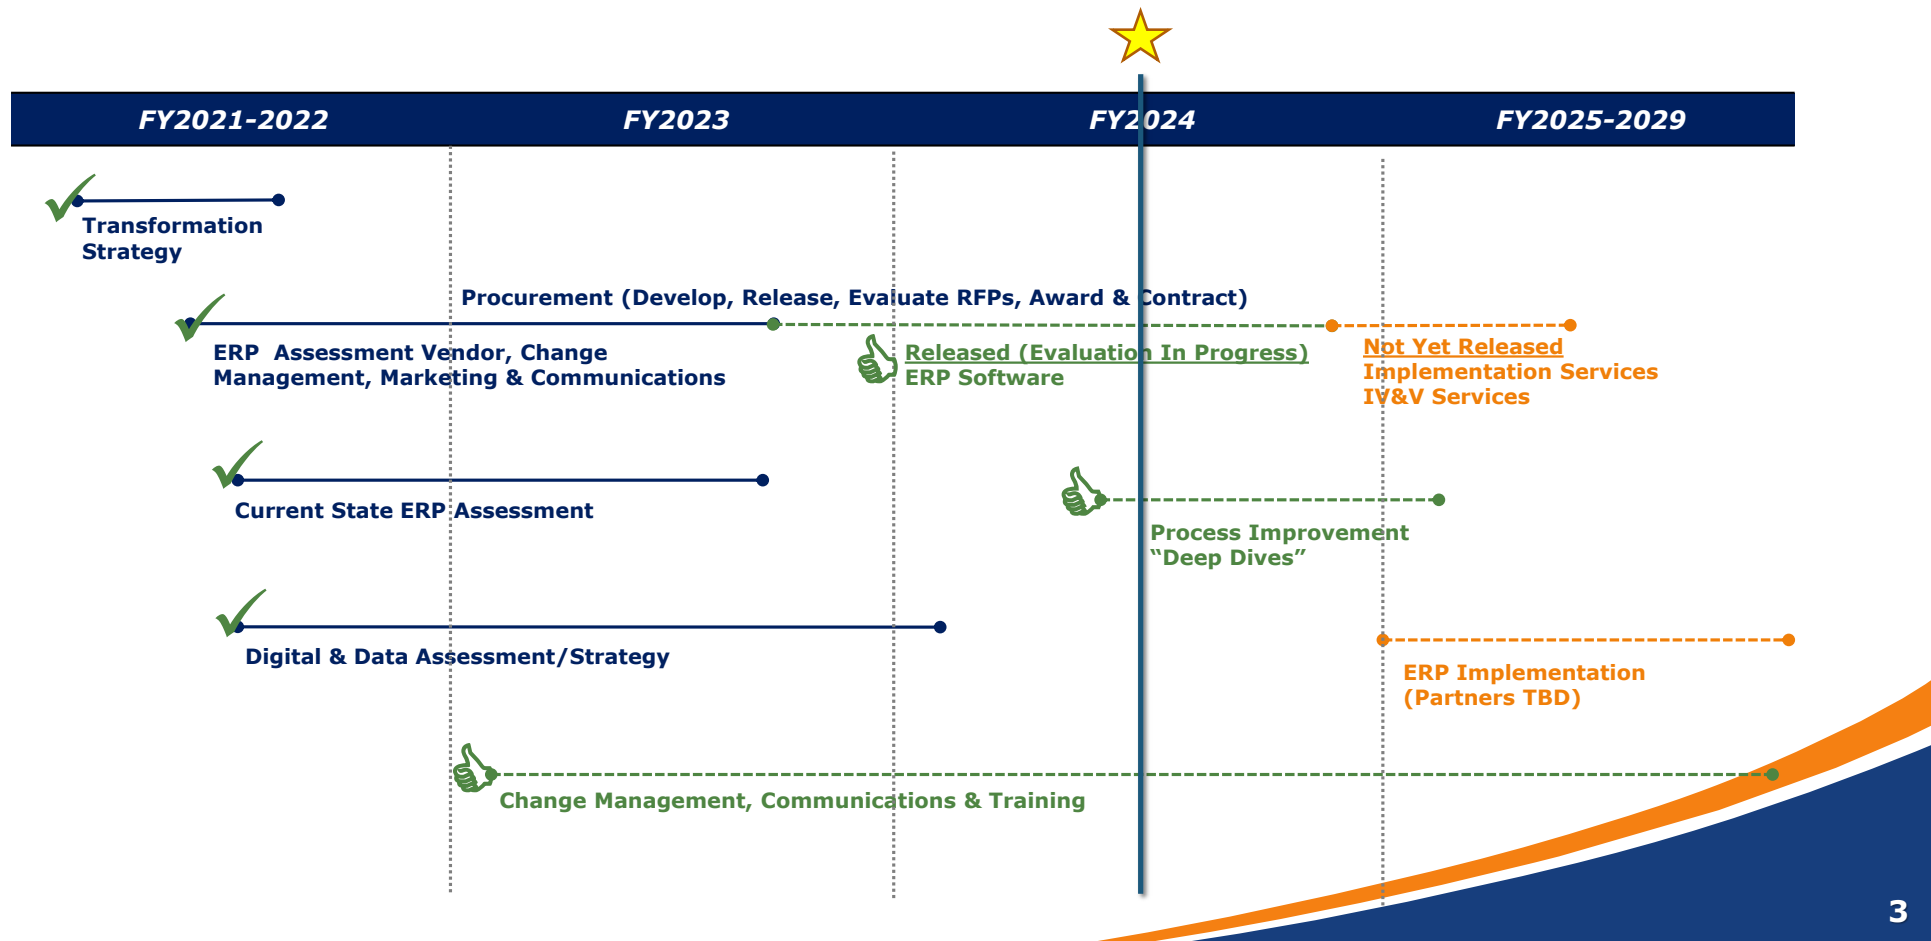 FY2021-2022
FY2023
FY2024
FY2025-2029
Transformation
Strategy
Procurement (Develop, Release, Evaluate RFPs, Award & Contract)
ERP Assessment Vendor, Change
Management, Marketing & Communications
Released (Evaluation In Progress)
ERP Software
Not Yet Released
Implementation Services
IV&V Services
Current State ERP Assessment
Process Improvement
“Deep Dives”
Digital & Data Assessment/Strategy
ERP Implementation
(Partners TBD)
Change Management, Communications & Training
3